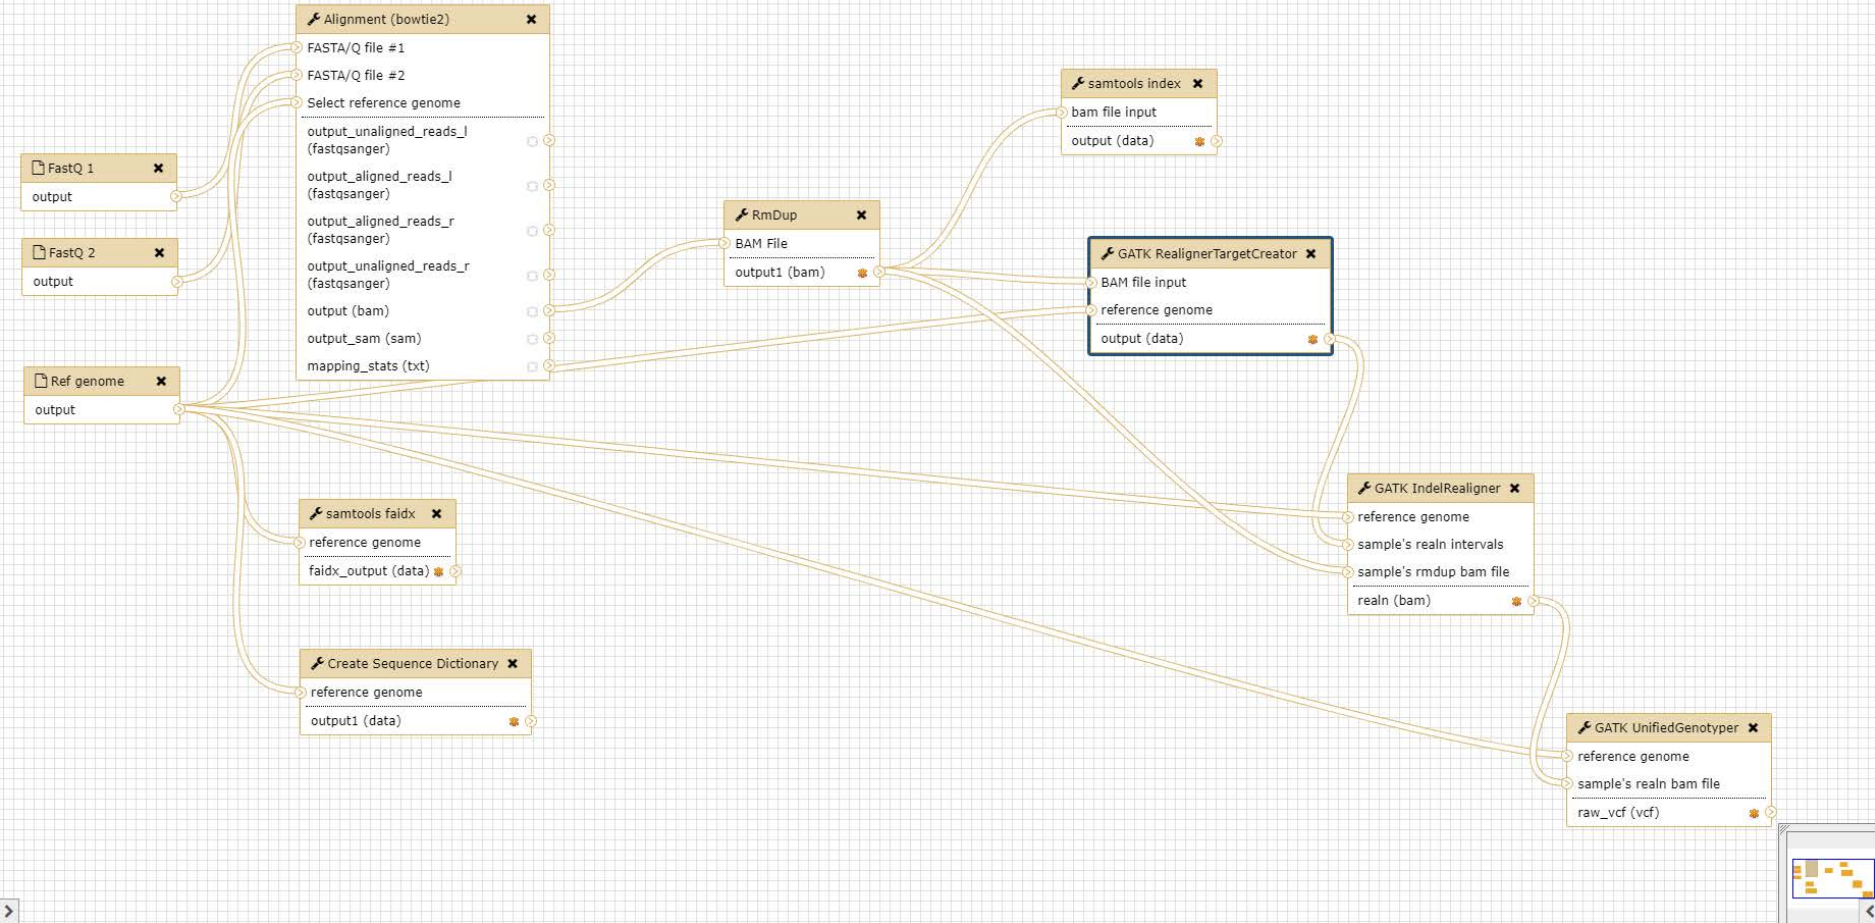 Alignment (bowtie2)
FASTA/Q file #1
FASTA/Q file #2
Select reference genome
output_unaligned_reads_l
(fastqsanger)
output_aligned_reads_l
(fastqsanger)
output_aligned_reads_r
(fastqsanger)
output_unaligned_reads_r
(fastqsanger)
output (bam)
output_sam (sam)
mapping_stats (txt)
FastQ 1
output
FastQ 2
output
Ref genome
output
samtools faidx
reference genome
faidx_output (data)
Create Sequence Dictionary
reference genome
output1 (data)
RmDup
BAM File
output1 (bam)
samtools index
bam file input
output (data)
GATK RealignerTargetCreator
BAM file input
reference genome
output (data)
GATK IndelRealigner
reference genome
sample's realn intervals
sample's rmdup bam file
realn (bam)
GATK UnifiedGenotyper
reference genome
sample's realn bam file
raw_vcf (vcf)